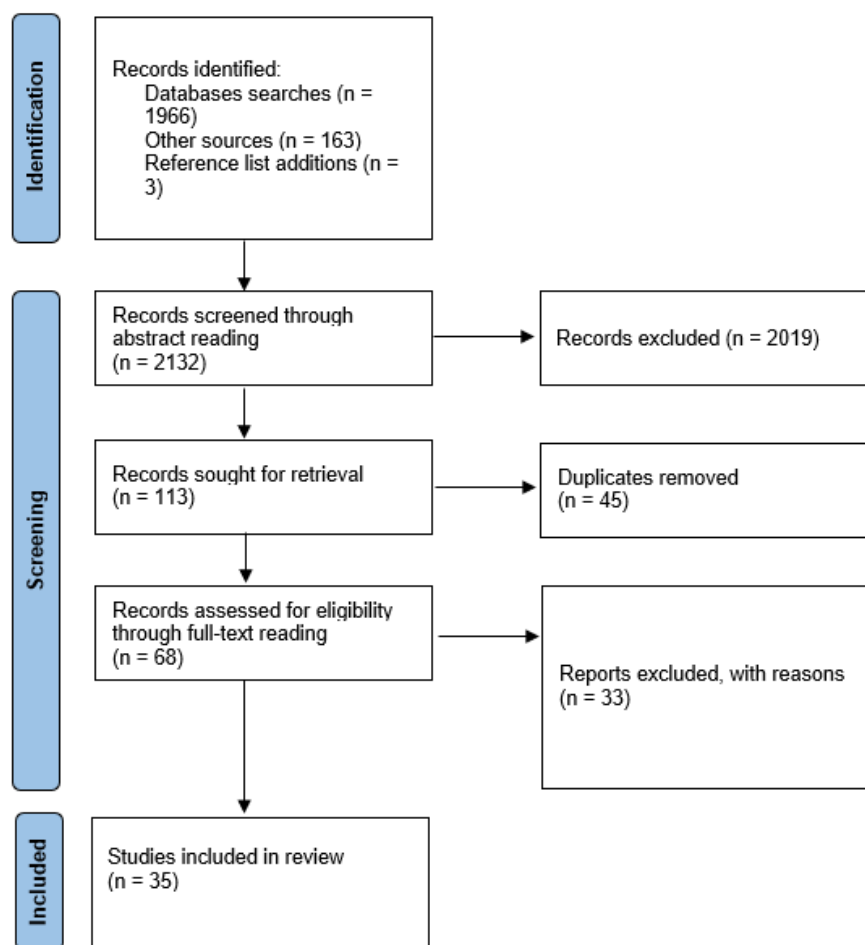 Identification
Records identified:
Databases searches (n =
1966)
Other sources (n = 163)
Reference list additions (n =
3)
Screening
Records screened through
abstract reading
(n = 2132)
Records excluded (n = 2019)
Records sought for retrieval
(n = 113)
Duplicates removed
(n = 45)
Records assessed for eligibility
through full-text reading
(n = 68)
Reports excluded, with reasons
(n = 33)
Included
Studies included in review
(n = 35)